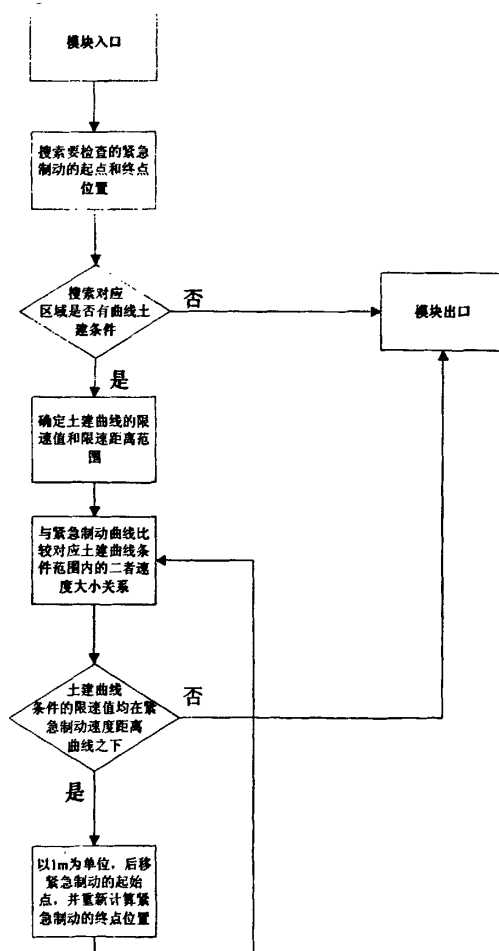 模块入口
搜索要检查的紧急
制动的起点和终点
位置
搜索对应
区域是否有曲线土
建条件
否
模块出口
是
确定土建曲线的限
速值和限速距离范
围
与紧急制动曲线比
较对应土建曲线条
件范围内的二者速
度大小关系
土建曲线
条件的限速值均在紧
急制动速度距离
曲线之下
否
是
以1m为单位，后移
紧急制动的起始
点，并重新计算紧
急制动的终点位置